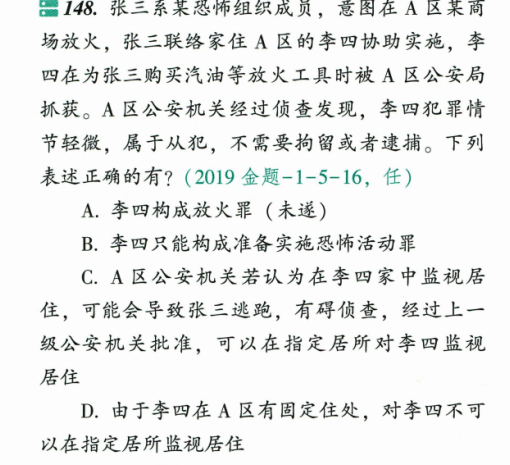 148. 张三系某恐怖组织成员，意图在 A 区某商
场放火，张三联络家住 A 区的李四协助实施，李
四在为张三购买汽油等放火工具时被 A 区公安局
抓获。A 区公安机关经过侦查发现，李四犯罪情
节轻微，属于从犯，不需要拘留或者逮捕。下列
表述正确的有？（2019 金题-1-5-16，任）
A. 李四构成放火罪（未遂）
B. 李四只能构成准备实施恐怖活动罪
C. A 区公安机关若认为在李四家中监视居
住，可能会导致张三逃跑，有碍侦查，经过上一
级公安机关批准，可以在指定居所对李四监视
居住
D. 由于李四在 A 区有固定住处，对李四不可
以在指定居所监视居住